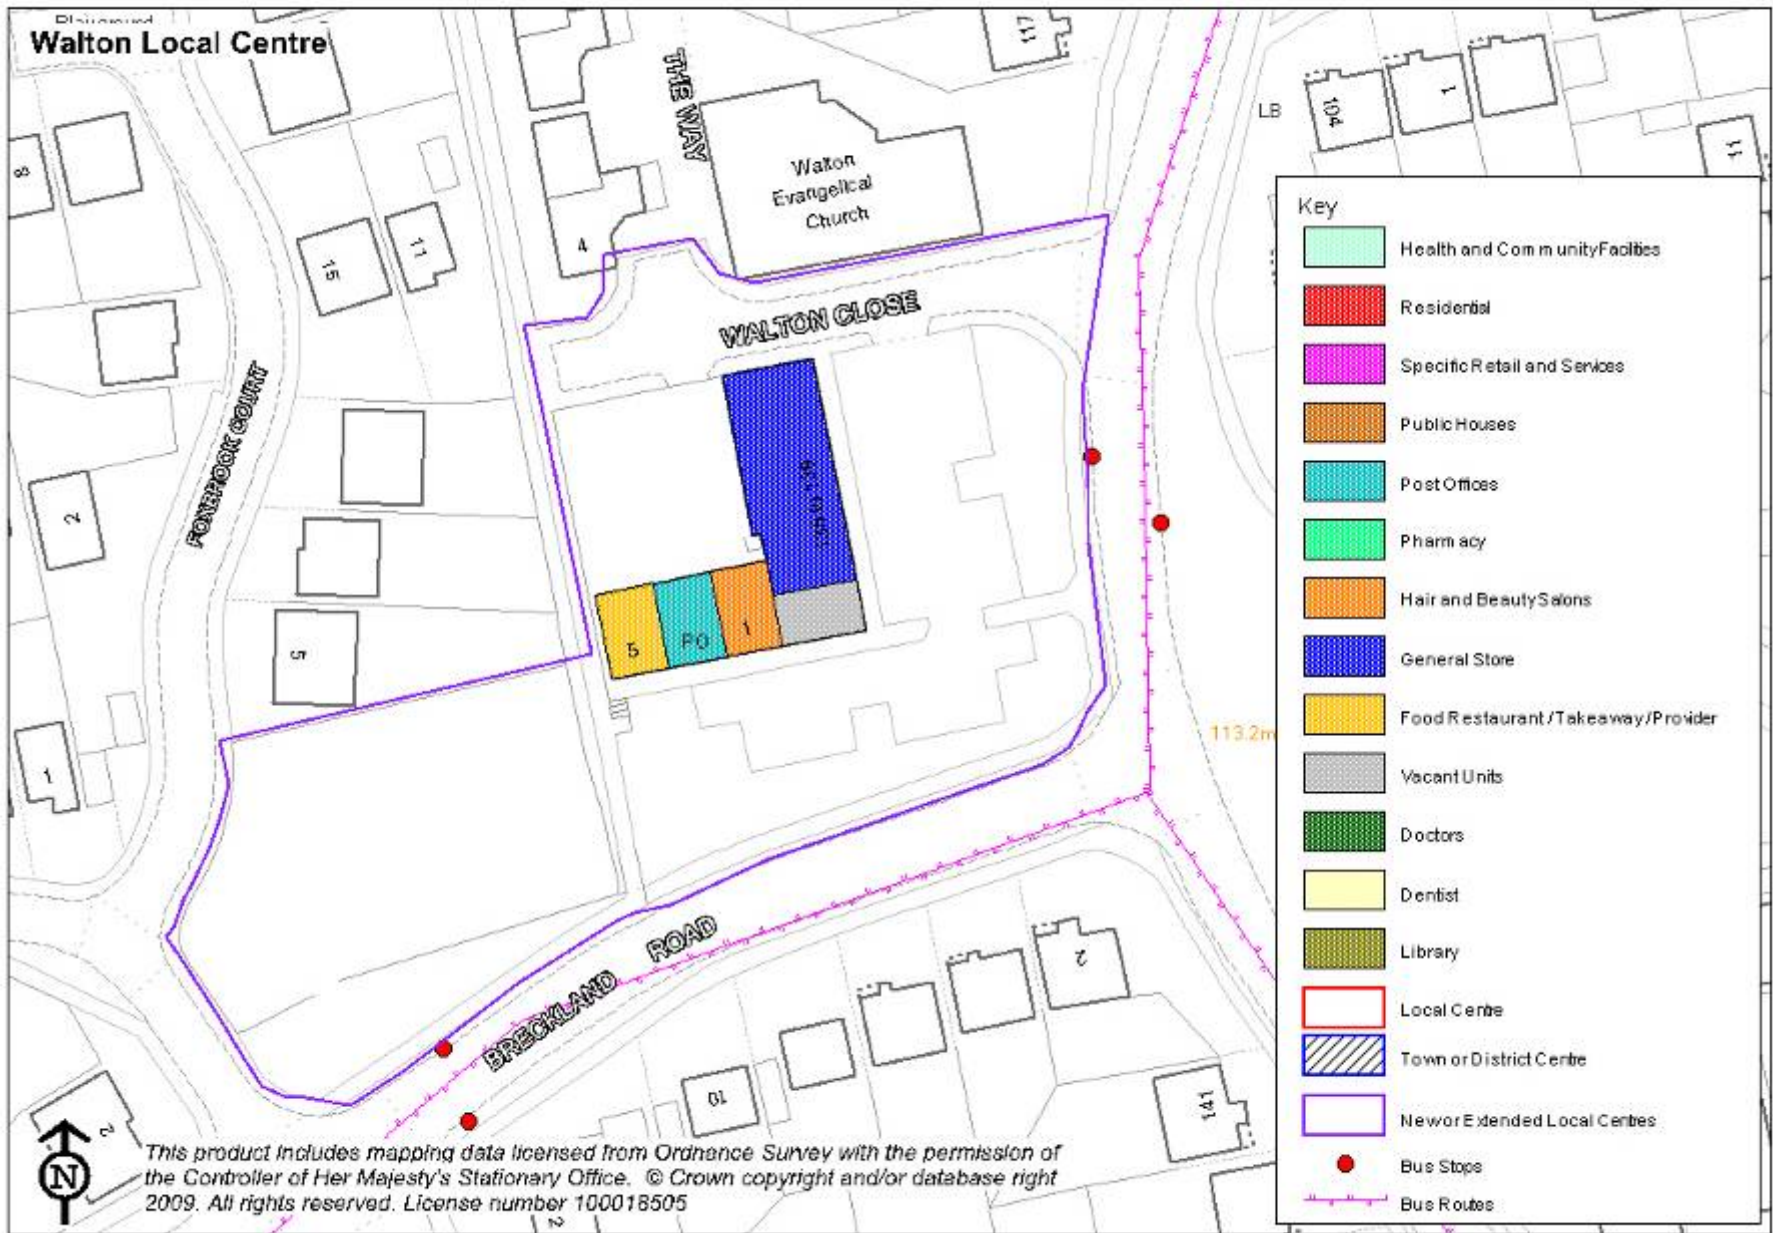 Playground
Walton Local Centre
THE WAY
117
LB
104
1
11
8
Walton
Evangelical
Church
4
15
11
WALTON CLOSE
FOXBROCK COURT
2
5
1
5
PO
1
113.2m
BRECKLAND ROAD
2
10
141
2
2
N
This product includes mapping data licensed from Ordnance Survey with the permission of
the Controller of Her Majesty's Stationary Office. © Crown copyright and/or database right
2009. All rights reserved. License number 100018505
Key
Health and Community Facilities
Residential
Specific Retail and Services
Public Houses
Post Offices
Pharmacy
Hair and Beauty Salons
General Store
Food Restaurant / Takeaway / Provider
Vacant Units
Doctors
Dentist
Library
Local Centre
Town or District Centre
New or Extended Local Centres
Bus Stops
Bus Routes